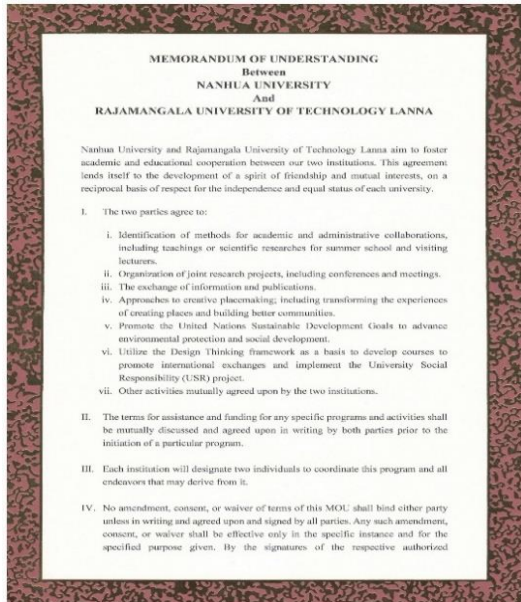 MEMORANDUM OF UNDERSTANDING
Between
NANHUA UNIVERSITY
And
RAJAMANGALA UNIVERSITY OF TECHNOLOGY LANNA
Nanhua University and Rajamangala University of Technology Lanna aim to foster
academic and educational cooperation between our two institutions. This agreement
lends itself to the development of a spirit of friendship and mutual interests, on a
reciprocal basis of respect for the independence and equal status of each university.
I. The two parties agree to:
i. Identification of methods for academic and administrative collaborations,
including teachings or scientific researches for summer school and visiting
lecturers.
ii. Organization of joint research projects, including conferences and meetings.
iii. The exchange of information and publications.
iv. Approaches to creative placemaking; including transforming the experiences
of creating places and building better communities.
v. Promote the United Nations Sustainable Development Goals to advance
environmental protection and social development.
vi. Utilize the Design Thinking framework as a basis to develop courses to
promote international exchanges and implement the University Social
Responsibility (USR) project.
vii. Other activities mutually agreed upon by the two institutions.
II. The terms for assistance and funding for any specific programs and activities shall
be mutually discussed and agreed upon in writing by both parties prior to the
initiation of a particular program.
III. Each institution will designate two individuals to coordinate this program and all
endeavors that may derive from it.
IV. No amendment, consent, or waiver of terms of this MOU shall bind either party
unless in writing and agreed upon and signed by all parties. Any such amendment,
consent, or waiver shall be effective only in the specific instance and for the
specified purpose given. By the signatures of the respective authorized